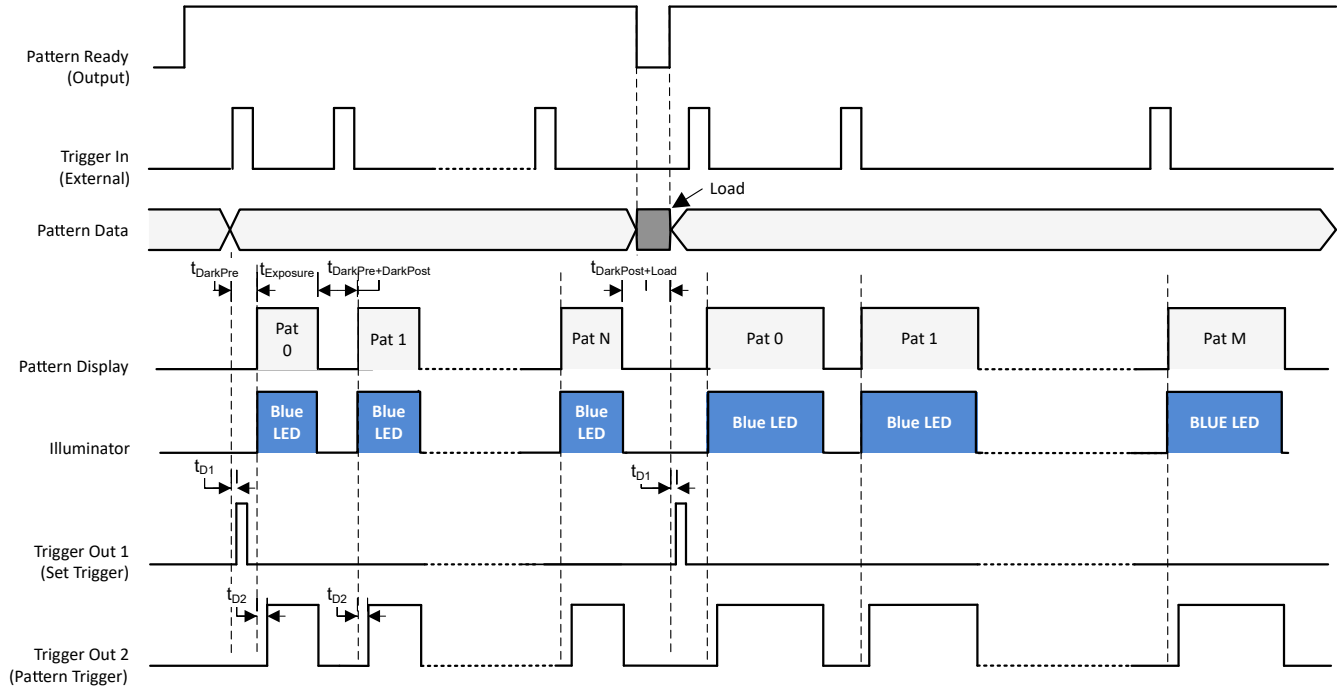 Pattern Ready
(Output)
Trigger In
(External)
Load
Pattern Data
tDarkPre
tExposure
tDarkPre+DarkPost
tDarkPost+Load
Pat
0
Pat 1
Pat N
Pat 0
Pat 1
Pat M
Pattern Display
Blue
LED
Blue
LED
Blue
LED
Blue LED
Blue LED
BLUE LED
Illuminator
tD1
tD1
Trigger Out 1
(Set Trigger)
tD2
tD2
Trigger Out 2
(Pattern Trigger)